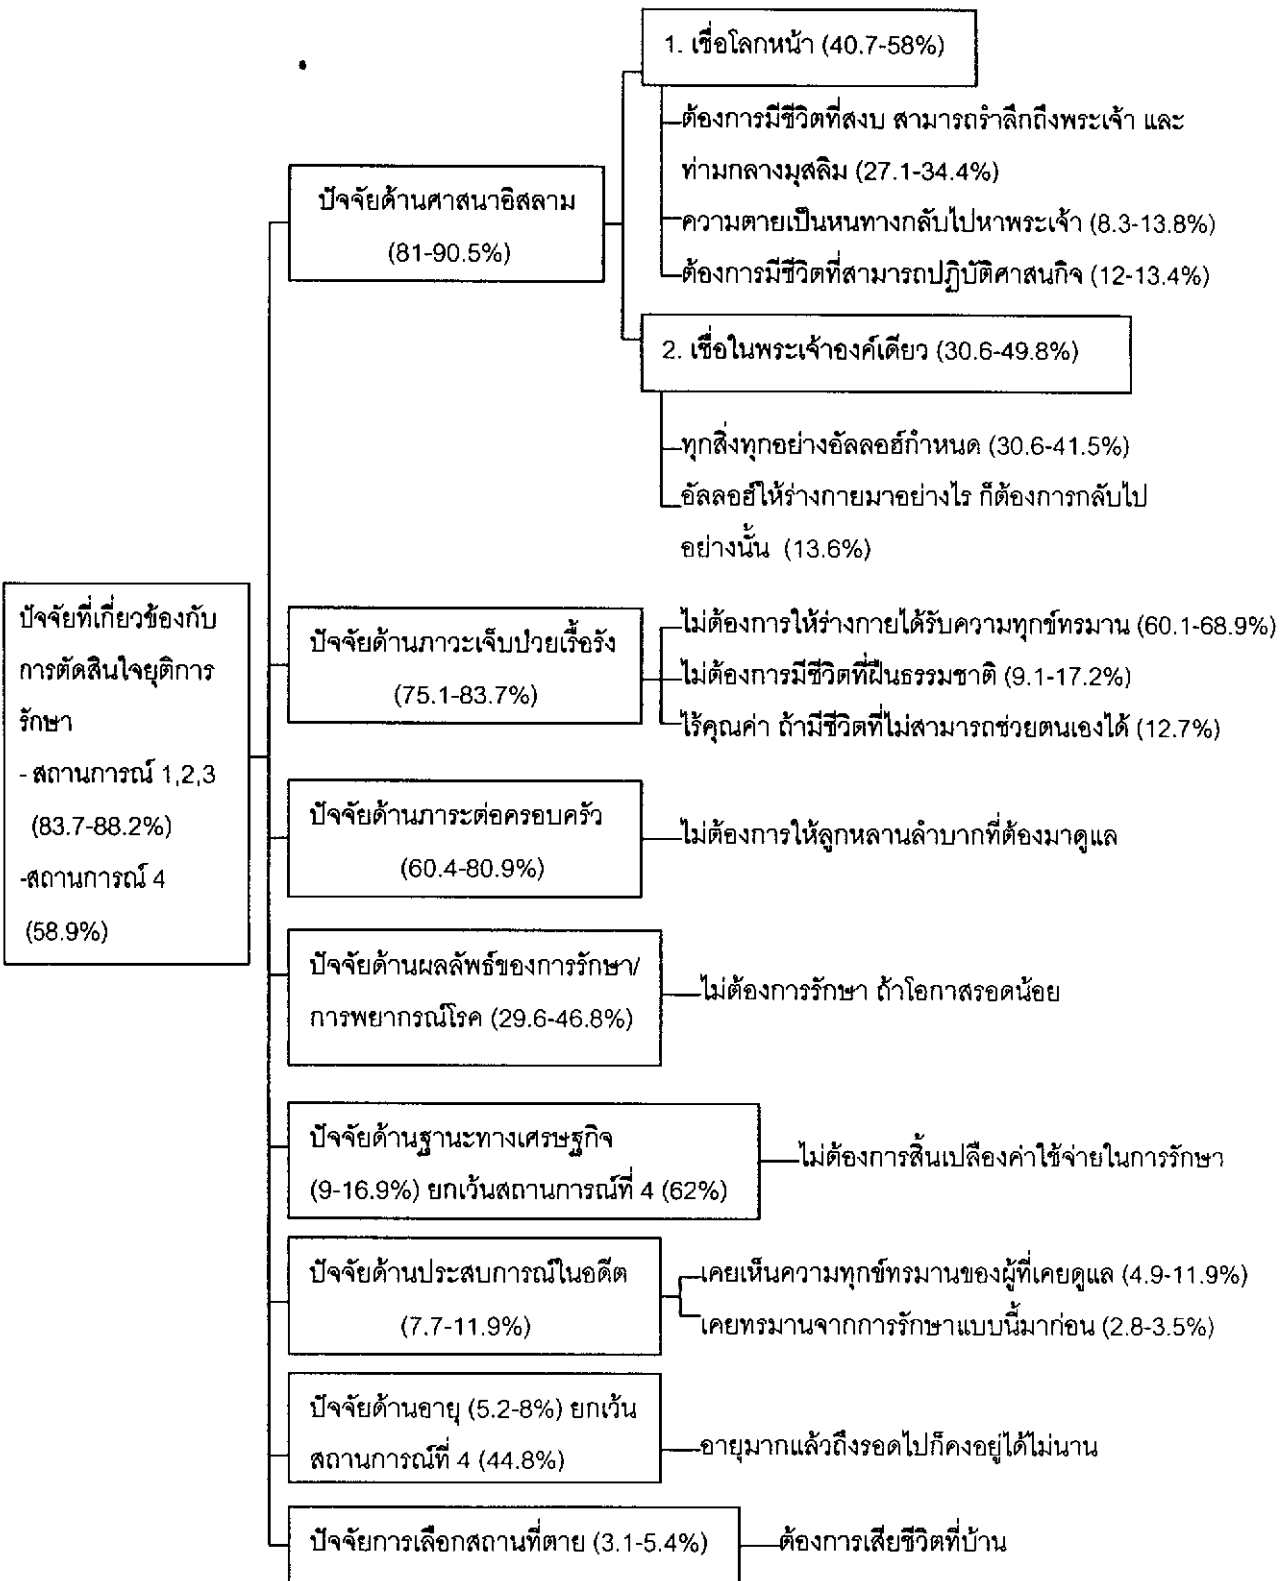 ปัจจัยที่เกี่ยวข้องกับ
การตัดสินใจยุติการ
รักษา
- สถานการณ์ 1,2,3
(83.7-88.2%)
-สถานการณ์ 4
(58.9%)
ปัจจัยด้านศาสนาอิสลาม
(81-90.5%)
1. เชื่อโลกหน้า (40.7-58%)
ต้องการมีชีวิตที่สงบ สามารถรำลึกถึงพระเจ้า และ
ท่ามกลางมุสลิม (27.1-34.4%)
ความตายเป็นหนทางกลับไปหาพระเจ้า (8.3-13.8%)
ต้องการมีชีวิตที่สามารถปฏิบัติศาสนกิจ (12-13.4%)
2. เชื่อในพระเจ้าองค์เดียว (30.6-49.8%)
ทุกสิ่งทุกอย่างอัลลอฮ์กำหนด (30.6-41.5%)
อัลลอฮ์ให้ร่างกายมาอย่างไร ก็ต้องการกลับไป
อย่างนั้น (13.6%)
ปัจจัยด้านภาวะเจ็บป่วยเรื้อรัง
(75.1-83.7%)
ไม่ต้องการให้ร่างกายได้รับความทุกข์ทรมาน (60.1-68.9%)
ไม่ต้องการมีชีวิตที่ฝืนธรรมชาติ (9.1-17.2%)
ไร้คุณค่า ถ้ามีชีวิตที่ไม่สามารถช่วยตนเองได้ (12.7%)
ปัจจัยด้านภาระต่อครอบครัว
(60.4-80.9%)
ไม่ต้องการให้ลูกหลานลำบากที่ต้องมาดูแล
ปัจจัยด้านผลลัพธ์ของการรักษา/
การพยากรณ์โรค (29.6-46.8%)
ไม่ต้องการรักษา ถ้าโอกาสรอดน้อย
ปัจจัยด้านฐานะทางเศรษฐกิจ
(9-16.9%) ยกเว้นสถานการณ์ที่ 4 (62%)
ไม่ต้องการสิ้นเปลืองค่าใช้จ่ายในการรักษา
ปัจจัยด้านประสบการณ์ในอดีต
(7.7-11.9%)
เคยเห็นความทุกข์ทรมานของผู้ที่เคยดูแล (4.9-11.9%)
เคยทรมานจากการรักษาแบบนี้มาก่อน (2.8-3.5%)
ปัจจัยด้านอายุ (5.2-8%) ยกเว้น
สถานการณ์ที่ 4 (44.8%)
อายุมากแล้วถึงรอดไปก็คงอยู่ได้ไม่นาน
ปัจจัยการเลือกสถานที่ตาย (3.1-5.4%)
ต้องการเสียชีวิตที่บ้าน